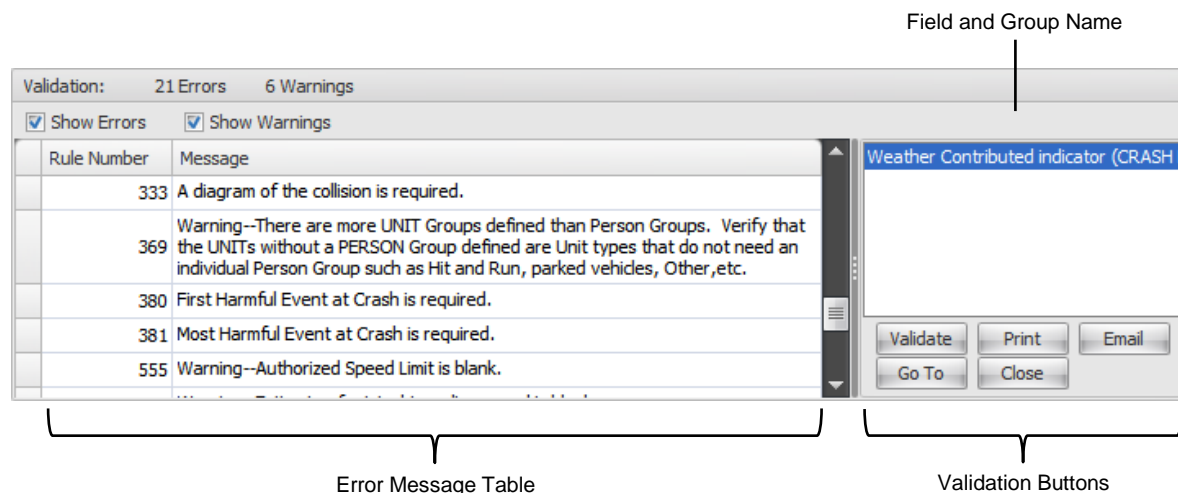 Field and Group Name
Validation: 21 Errors 6 Warnings
Show Errors Show Warnings
Rule Number Message
Weather Contributed indicator (CRASH
333 A diagram of the collision is required.
369 Warning--There are more UNIT Groups defined than Person Groups. Verify that
the UNITs without a PERSON Group defined are Unit types that do not need an
individual Person Group such as Hit and Run, parked vehicles, Other,etc.
380 First Harmful Event at Crash is required.
381 Most Harmful Event at Crash is required.
555 Warning--Authorized Speed Limit is blank.
Validate Print Email
Go To Close
Error Message Table
Validation Buttons